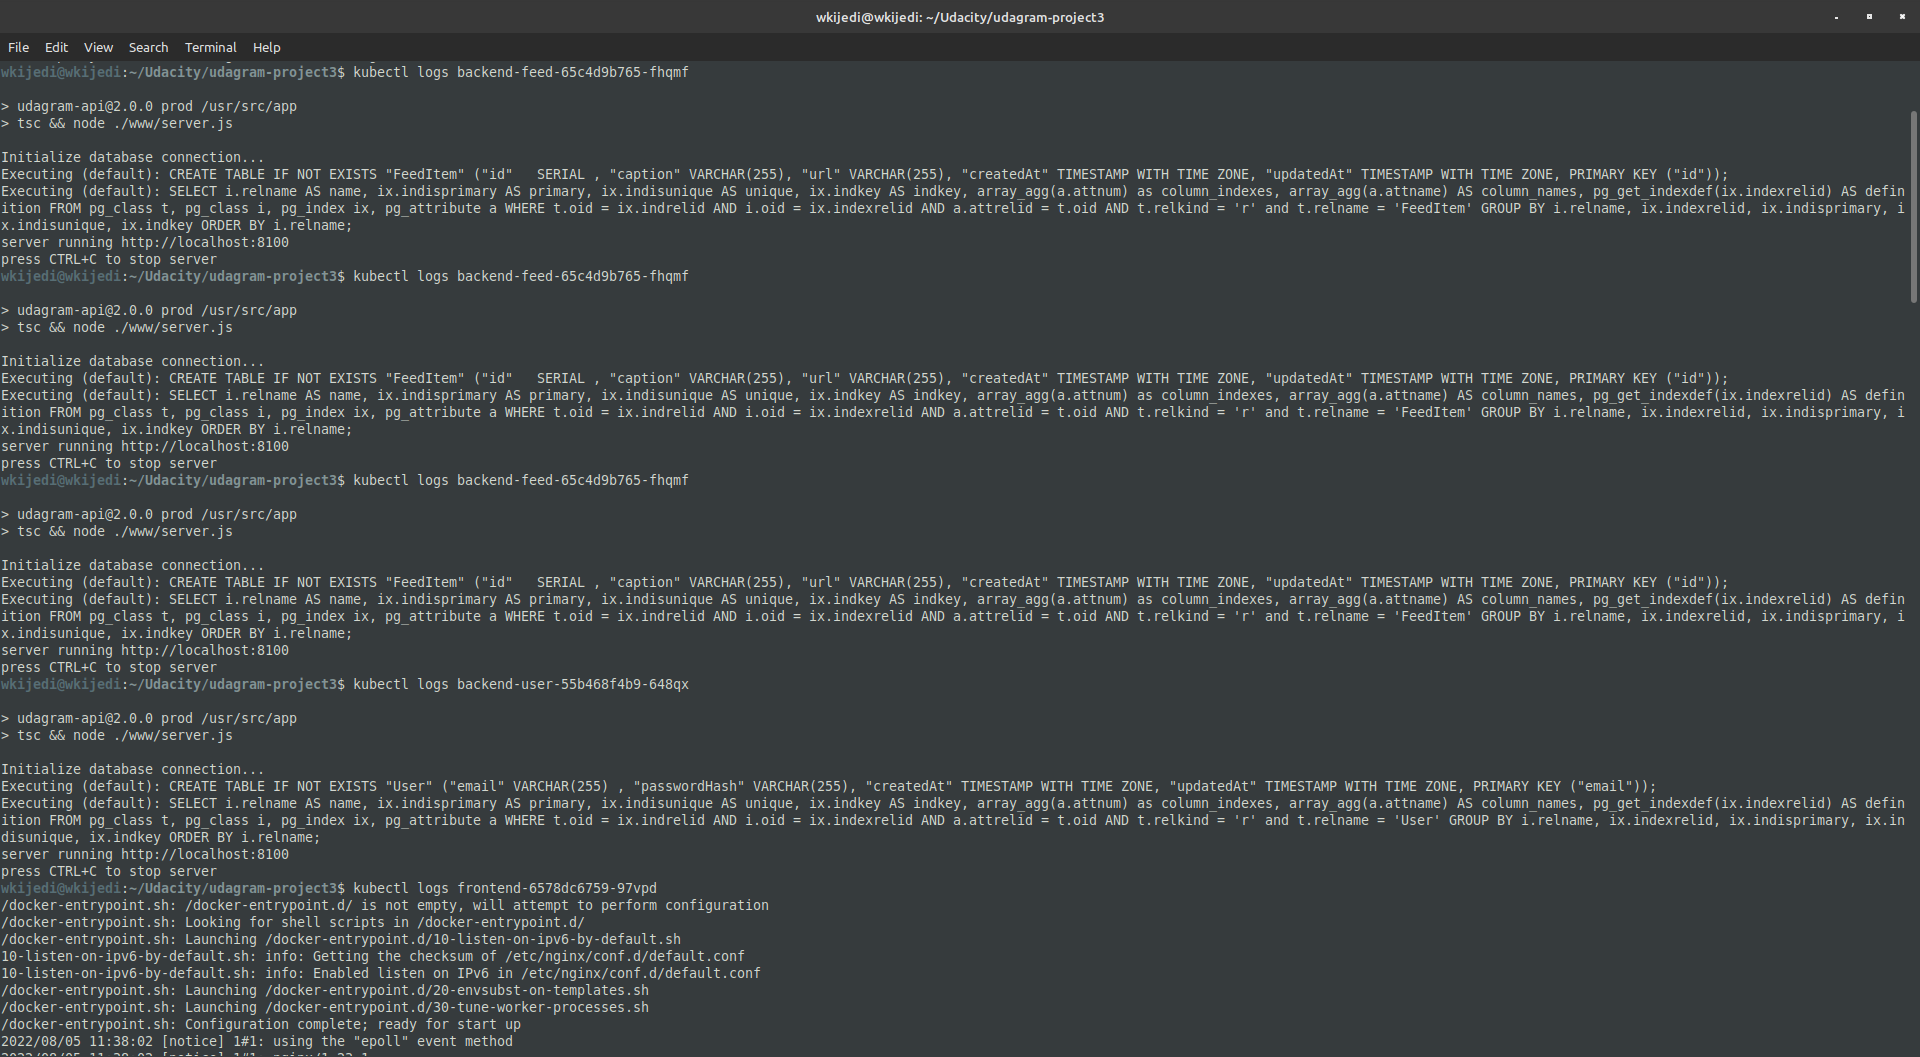 wkijedi@wkijedi: ~/Udacity/udagram-project3
File Edit View Search Terminal Help
wkijedi@wkijedi:~/Udacity/udagram-project3$ kubectl logs backend-feed-65c4d9b765-fhqmf
> udagram-api@2.0.0 prod /usr/src/app
> tsc && node ./www/server.js
Initialize database connection...
Executing (default): CREATE TABLE IF NOT EXISTS "FeedItem" ("id"   SERIAL , "caption" VARCHAR(255), "url" VARCHAR(255), "createdAt" TIMESTAMP WITH TIME ZONE, "updatedAt" TIMESTAMP WITH TIME ZONE, PRIMARY KEY ("id"));
Executing (default): SELECT i.relname AS name, ix.indisprimary AS primary, ix.indisunique AS unique, ix.indkey AS indkey, array_agg(a.attnum) as column_indexes, array_agg(a.attname) AS column_names, pg_get_indexdef(ix.indexrelid) AS defin
ition FROM pg_class t, pg_class i, pg_index ix, pg_attribute a WHERE t.oid = ix.indrelid AND i.oid = ix.indexrelid AND a.attrelid = t.oid AND t.relkind = 'r' and t.relname = 'FeedItem' GROUP BY i.relname, ix.indexrelid, ix.indisprimary, i
x.indisunique, ix.indkey ORDER BY i.relname;
server running http://localhost:8100
press CTRL+C to stop server
wkijedi@wkijedi:~/Udacity/udagram-project3$ kubectl logs backend-feed-65c4d9b765-fhqmf
> udagram-api@2.0.0 prod /usr/src/app
> tsc && node ./www/server.js
Initialize database connection...
Executing (default): CREATE TABLE IF NOT EXISTS "FeedItem" ("id"   SERIAL , "caption" VARCHAR(255), "url" VARCHAR(255), "createdAt" TIMESTAMP WITH TIME ZONE, "updatedAt" TIMESTAMP WITH TIME ZONE, PRIMARY KEY ("id"));
Executing (default): SELECT i.relname AS name, ix.indisprimary AS primary, ix.indisunique AS unique, ix.indkey AS indkey, array_agg(a.attnum) as column_indexes, array_agg(a.attname) AS column_names, pg_get_indexdef(ix.indexrelid) AS defin
ition FROM pg_class t, pg_class i, pg_index ix, pg_attribute a WHERE t.oid = ix.indrelid AND i.oid = ix.indexrelid AND a.attrelid = t.oid AND t.relkind = 'r' and t.relname = 'FeedItem' GROUP BY i.relname, ix.indexrelid, ix.indisprimary, i
x.indisunique, ix.indkey ORDER BY i.relname;
server running http://localhost:8100
press CTRL+C to stop server
wkijedi@wkijedi:~/Udacity/udagram-project3$ kubectl logs backend-feed-65c4d9b765-fhqmf
> udagram-api@2.0.0 prod /usr/src/app
> tsc && node ./www/server.js
Initialize database connection...
Executing (default): CREATE TABLE IF NOT EXISTS "FeedItem" ("id"   SERIAL , "caption" VARCHAR(255), "url" VARCHAR(255), "createdAt" TIMESTAMP WITH TIME ZONE, "updatedAt" TIMESTAMP WITH TIME ZONE, PRIMARY KEY ("id"));
Executing (default): SELECT i.relname AS name, ix.indisprimary AS primary, ix.indisunique AS unique, ix.indkey AS indkey, array_agg(a.attnum) as column_indexes, array_agg(a.attname) AS column_names, pg_get_indexdef(ix.indexrelid) AS defin
ition FROM pg_class t, pg_class i, pg_index ix, pg_attribute a WHERE t.oid = ix.indrelid AND i.oid = ix.indexrelid AND a.attrelid = t.oid AND t.relkind = 'r' and t.relname = 'FeedItem' GROUP BY i.relname, ix.indexrelid, ix.indisprimary, i
x.indisunique, ix.indkey ORDER BY i.relname;
server running http://localhost:8100
press CTRL+C to stop server
wkijedi@wkijedi:~/Udacity/udagram-project3$ kubectl logs backend-user-55b468f4b9-648qx
> udagram-api@2.0.0 prod /usr/src/app
> tsc && node ./www/server.js
Initialize database connection...
Executing (default): CREATE TABLE IF NOT EXISTS "User" ("email" VARCHAR(255) , "passwordHash" VARCHAR(255), "createdAt" TIMESTAMP WITH TIME ZONE, "updatedAt" TIMESTAMP WITH TIME ZONE, PRIMARY KEY ("email"));
Executing (default): SELECT i.relname AS name, ix.indisprimary AS primary, ix.indisunique AS unique, ix.indkey AS indkey, array_agg(a.attnum) as column_indexes, array_agg(a.attname) AS column_names, pg_get_indexdef(ix.indexrelid) AS defin
ition FROM pg_class t, pg_class i, pg_index ix, pg_attribute a WHERE t.oid = ix.indrelid AND i.oid = ix.indexrelid AND a.attrelid = t.oid AND t.relkind = 'r' and t.relname = 'User' GROUP BY i.relname, ix.indexrelid, ix.indisprimary, ix.in
disunique, ix.indkey ORDER BY i.relname;
server running http://localhost:8100
press CTRL+C to stop server
wkijedi@wkijedi:~/Udacity/udagram-project3$ kubectl logs frontend-6578dc6759-97vpd
/docker-entrypoint.sh: /docker-entrypoint.d/ is not empty, will attempt to perform configuration
/docker-entrypoint.sh: Looking for shell scripts in /docker-entrypoint.d/
/docker-entrypoint.sh: Launching /docker-entrypoint.d/10-listen-on-ipv6-by-default.sh
10-listen-on-ipv6-by-default.sh: info: Getting the checksum of /etc/nginx/conf.d/default.conf
10-listen-on-ipv6-by-default.sh: info: Enabled listen on IPv6 in /etc/nginx/conf.d/default.conf
/docker-entrypoint.sh: Launching /docker-entrypoint.d/20-envsubst-on-templates.sh
/docker-entrypoint.sh: Launching /docker-entrypoint.d/30-tune-worker-processes.sh
/docker-entrypoint.sh: Configuration complete; ready for start up
2022/08/05 11:38:02 [notice] 1#1: using the "epoll" event method